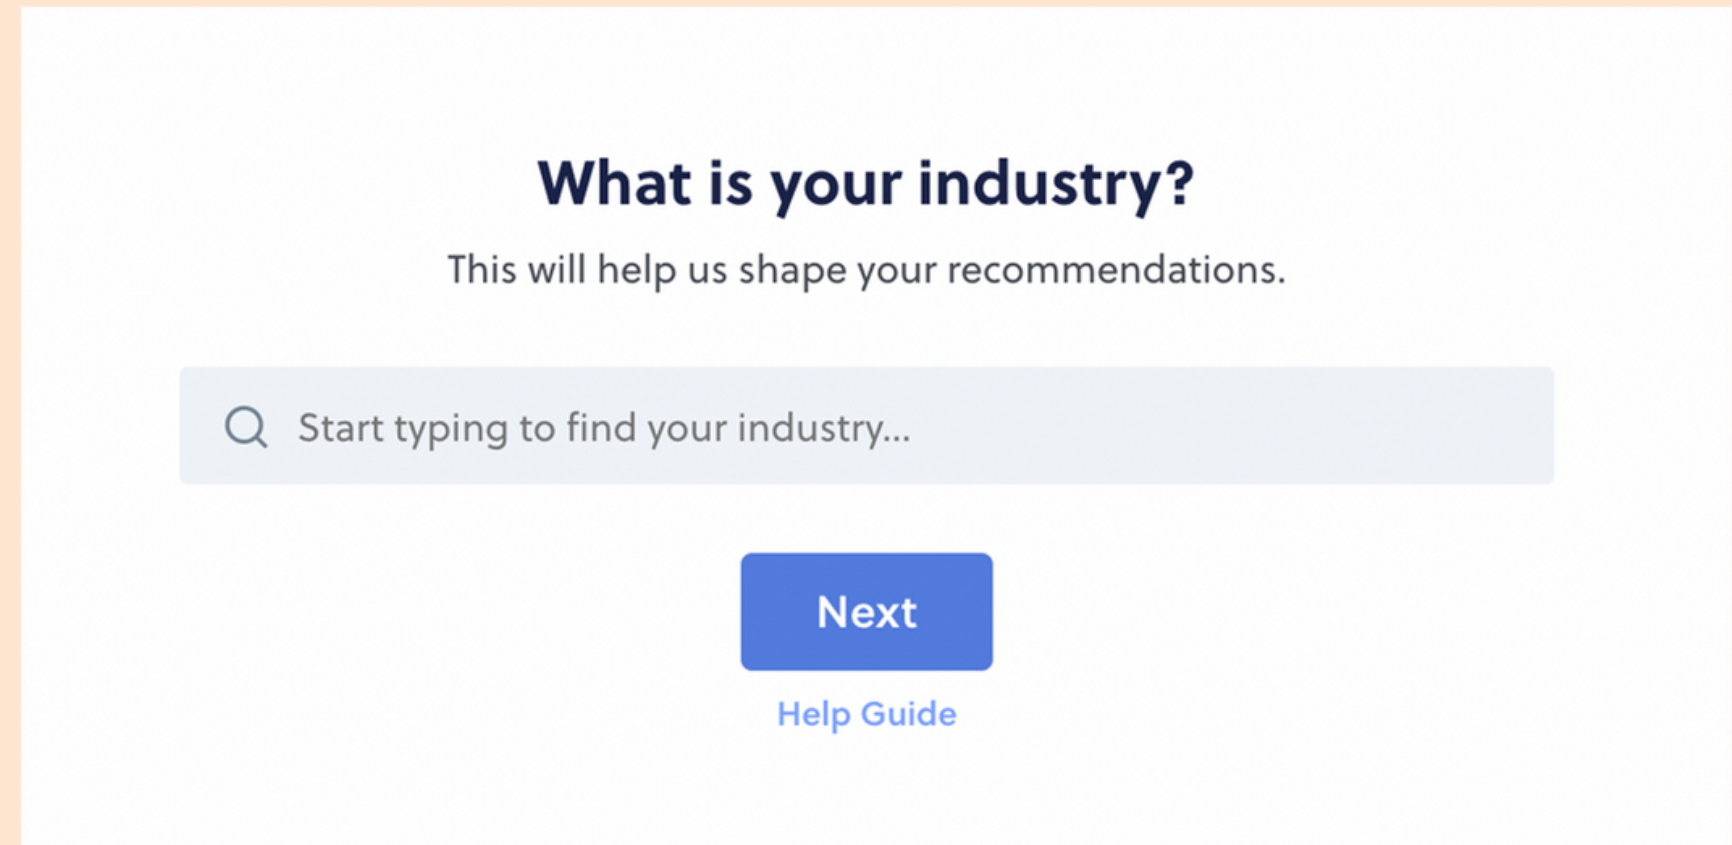 What is your industry?
This will help us shape your recommendations.
Start typing to find your industry...
Next
Help Guide